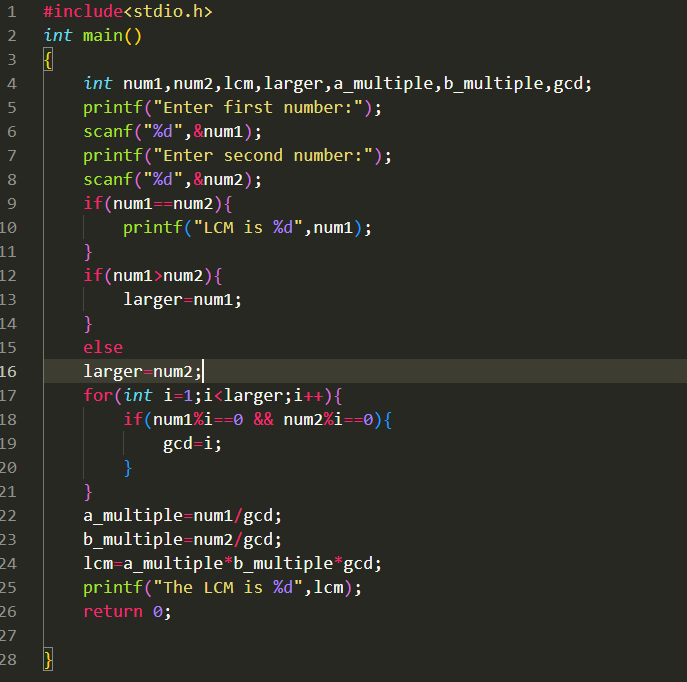 1 #include<stdio.h>
2 int main()
3 {
4     int num1,num2,lcm,larger,a_multiple,b_multiple,gcd;
5     printf("Enter first number:");
6     scanf("%d",&num1);
7     printf("Enter second number:");
8     scanf("%d",&num2);
9     if(num1==num2){
10         printf("LCM is %d",num1);
11     }
12     if(num1>num2){
13         larger=num1;
14     }
15     else
16     larger=num2;
17     for(int i=1;i<larger;i++){
18         if(num1%i==0 && num2%i==0){
19             gcd=i;
20         }
21     }
22     a_multiple=num1/gcd;
23     b_multiple=num2/gcd;
24     lcm=a_multiple*b_multiple*gcd;
25     printf("The LCM is %d",lcm);
26     return 0;
27
28 }